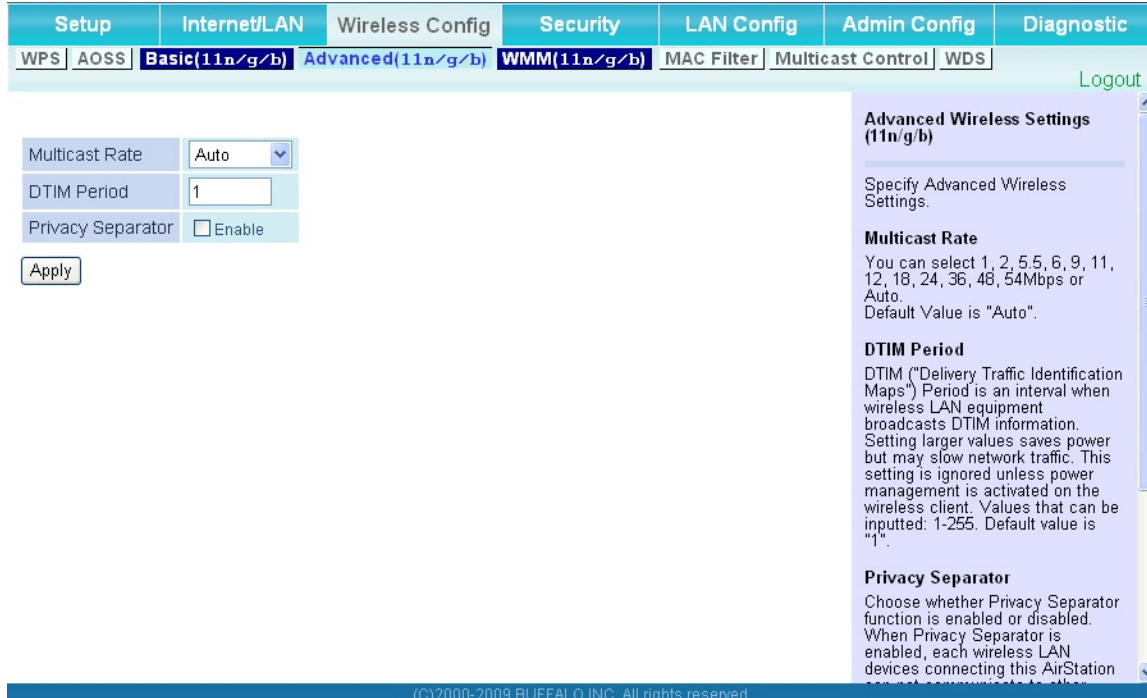 Setup Internet/LAN Wireless Config Security LAN Config Admin Config Diagnostic
WPS AOSS Basic(11n/g/b) Advanced(11n/g/b) WMM(11n/g/b) MAC Filter Multicast Control WDS
Logout
Multicast Rate Auto
DTIM Period 1
Privacy Separator Enable
Apply
Advanced Wireless Settings
(11n/g/b)
Specify Advanced Wireless
Settings.
Multicast Rate
You can select 1, 2, 5.5, 6, 9, 11,
12, 18, 24, 36, 48, 54Mbps or
Auto.
Default Value is "Auto".
DTIM Period
DTIM ("Delivery Traffic Identification
Maps") Period is an interval when
wireless LAN equipment
broadcasts DTIM information.
Setting larger values saves power
but may slow network traffic. This
setting is ignored unless power
management is activated on the
wireless client. Values that can be
inputted: 1-255. Default value is
"1".
Privacy Separator
Choose whether Privacy Separator
function is enabled or disabled.
When Privacy Separator is
enabled, each wireless LAN
devices connecting this AirStation
(C)2000-2009 BUFFALO INC. All rights reserved.